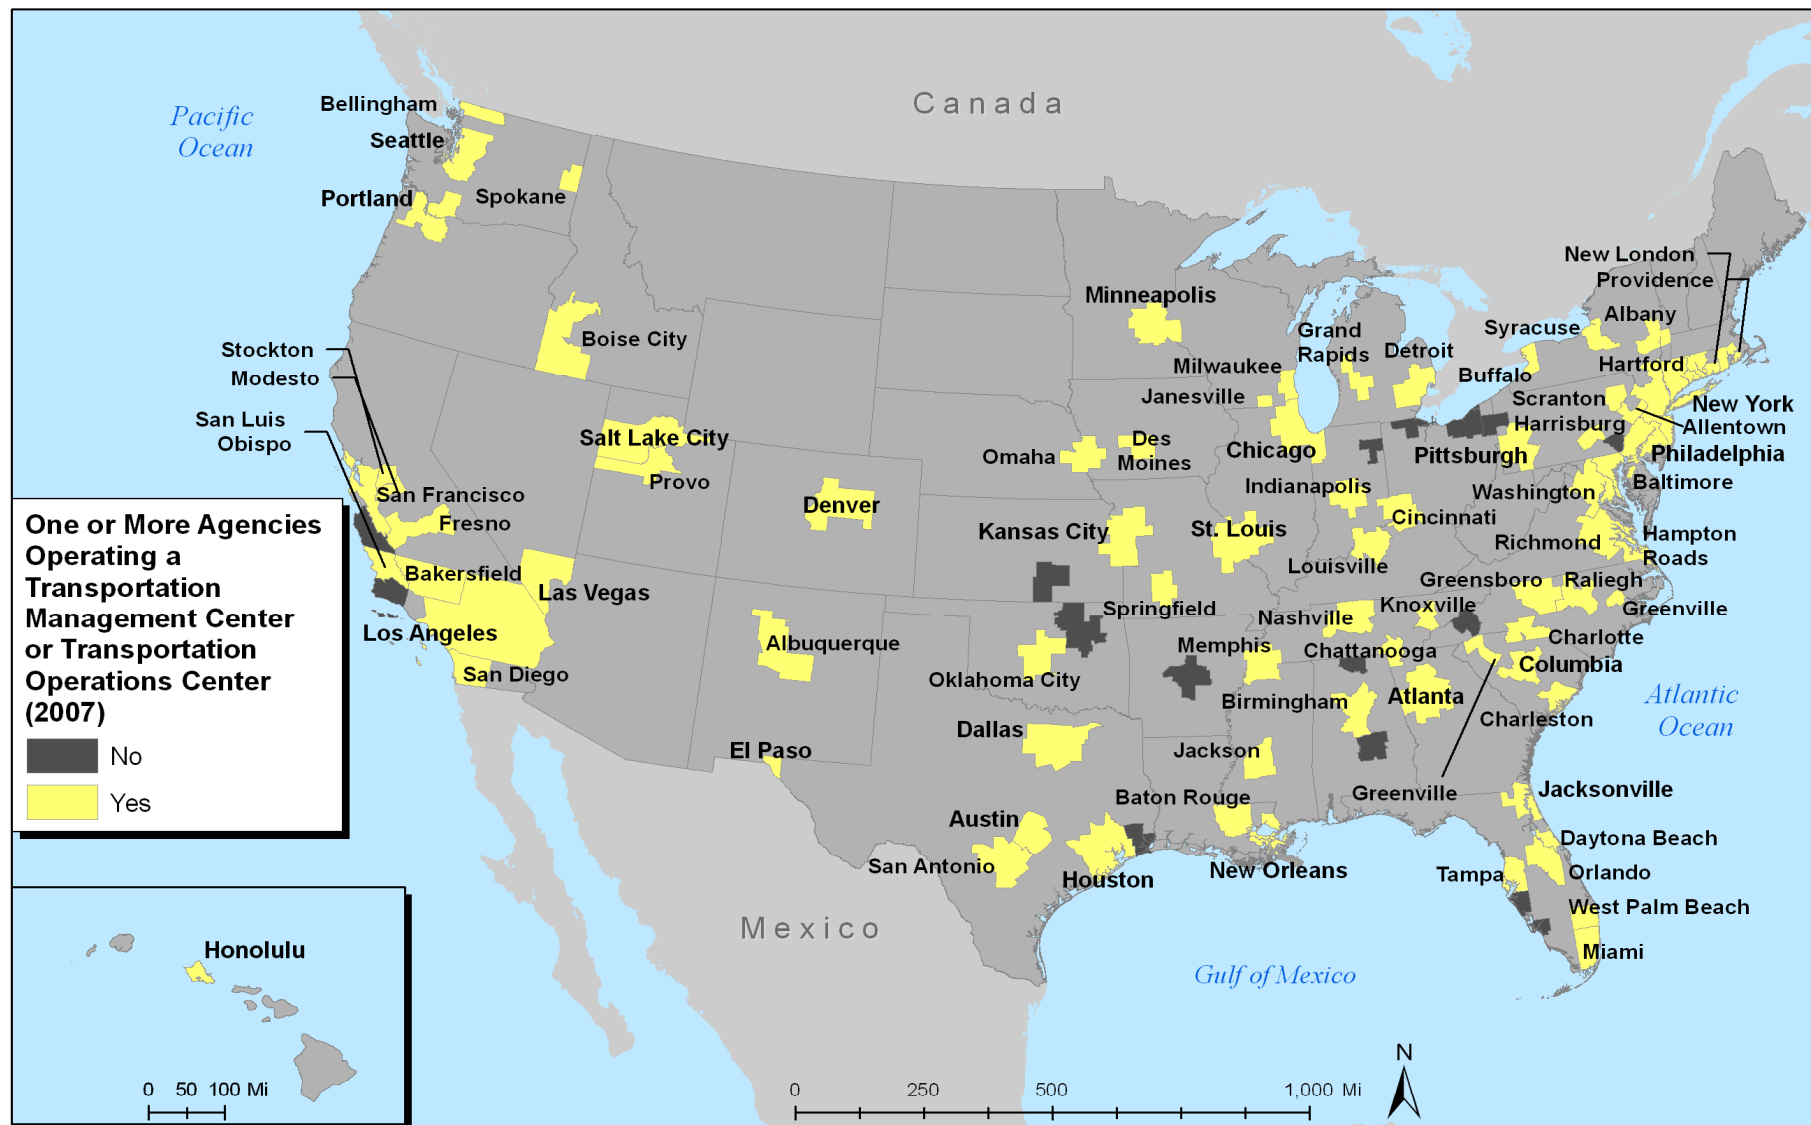 Canada
Pacific
Ocean
Bellingham
Seattle
Portland
Spokane
Boise City
Stockton
Modesto
San Luis
Obispo
Salt Lake City
Provo
San Francisco
Fresno
Bakersfield
Las Vegas
Los Angeles
San Diego
Denver
Albuquerque
El Paso
Minneapolis
Omaha
Des
Moines
Kansas City
St. Louis
Springfield
Oklahoma City
Dallas
Austin
San Antonio
Houston
Baton Rouge
New Orleans
Jackson
Memphis
Birmingham
Nashville
Knoxville
Chattanooga
Atlanta
Milwaukee
Janesville
Chicago
Grand
Rapids
Detroit
Indianapolis
Cincinnati
Louisville
New London
Providence
Albany
Syracuse
Hartford
Buffalo
Scranton
New York
Harrisburg
Allentown
Pittsburgh
Philadelphia
Baltimore
Washington
Hampton
Roads
Richmond
Greensboro
Raliegh
Greenville
Charlotte
Columbia
Charleston
Greenville
Jacksonville
Daytona Beach
Orlando
Tampa
West Palm Beach
Miami
Atlantic
Ocean
Gulf of Mexico
Mexico
One or More Agencies
Operating a
Transportation
Management Center
or Transportation
Operations Center
(2007)
No
Yes
Honolulu
0 50 100 Mi
0 250 500 1,000 Mi
N